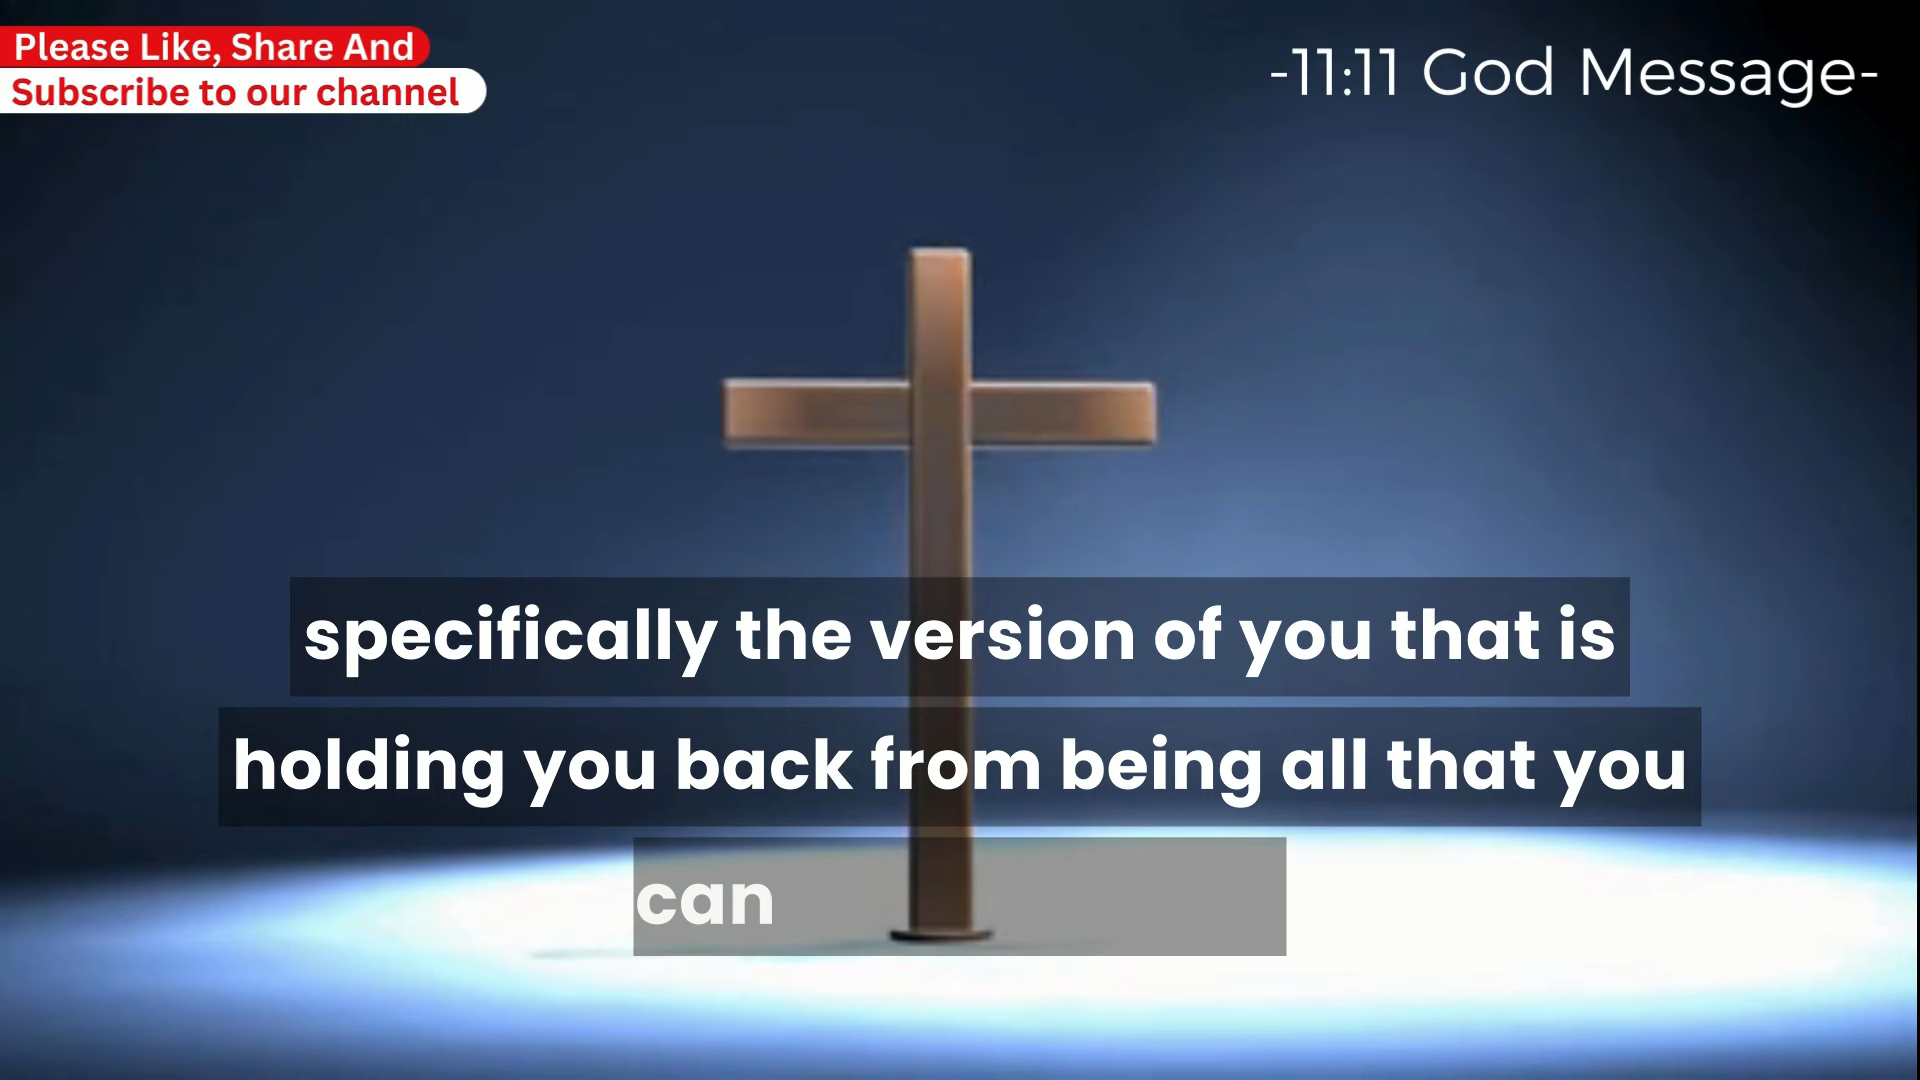 Please Like, Share And
Subscribe to our channel
-11:11 God Message-
specifically the version of you that is
holding you back from being all that you
can